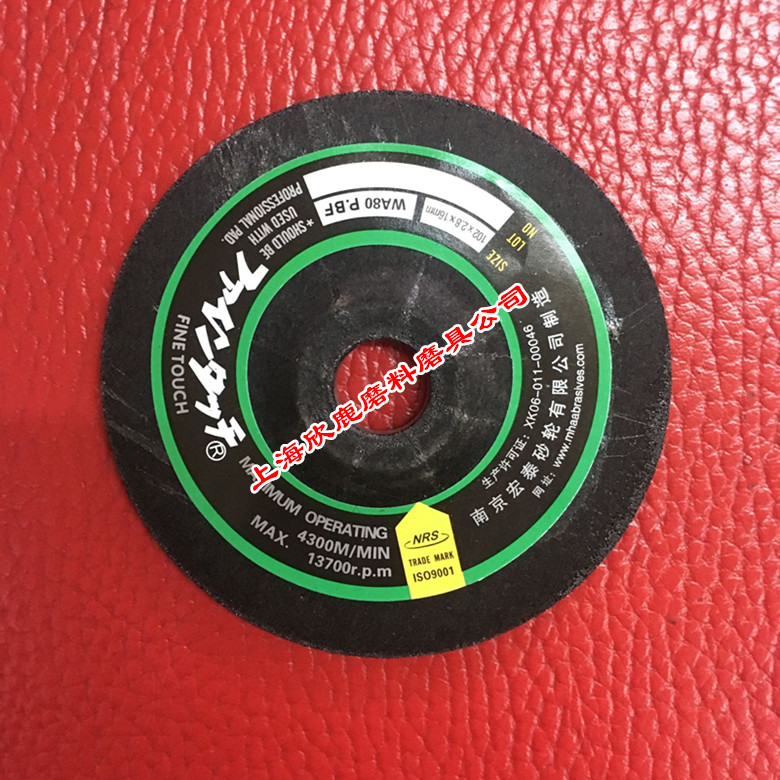 SIZE
LOT
NO
102×2.8×16mm
WA80 P.BF
*SHOULD BE
USED WITH
PROFESSIONAL PAD.
ファインタッチ®
FINE TOUCH
MAXIMUM OPERATING
4300M/MIN
MAX. 13700r.p.m
NRS
TRADE MARK
ISO9001
生产许可证：XK06-011-00046
南京宏泰砂轮有限公司制造
网址：www.mhaabrasives.com
上海欣鹿磨料磨具公司